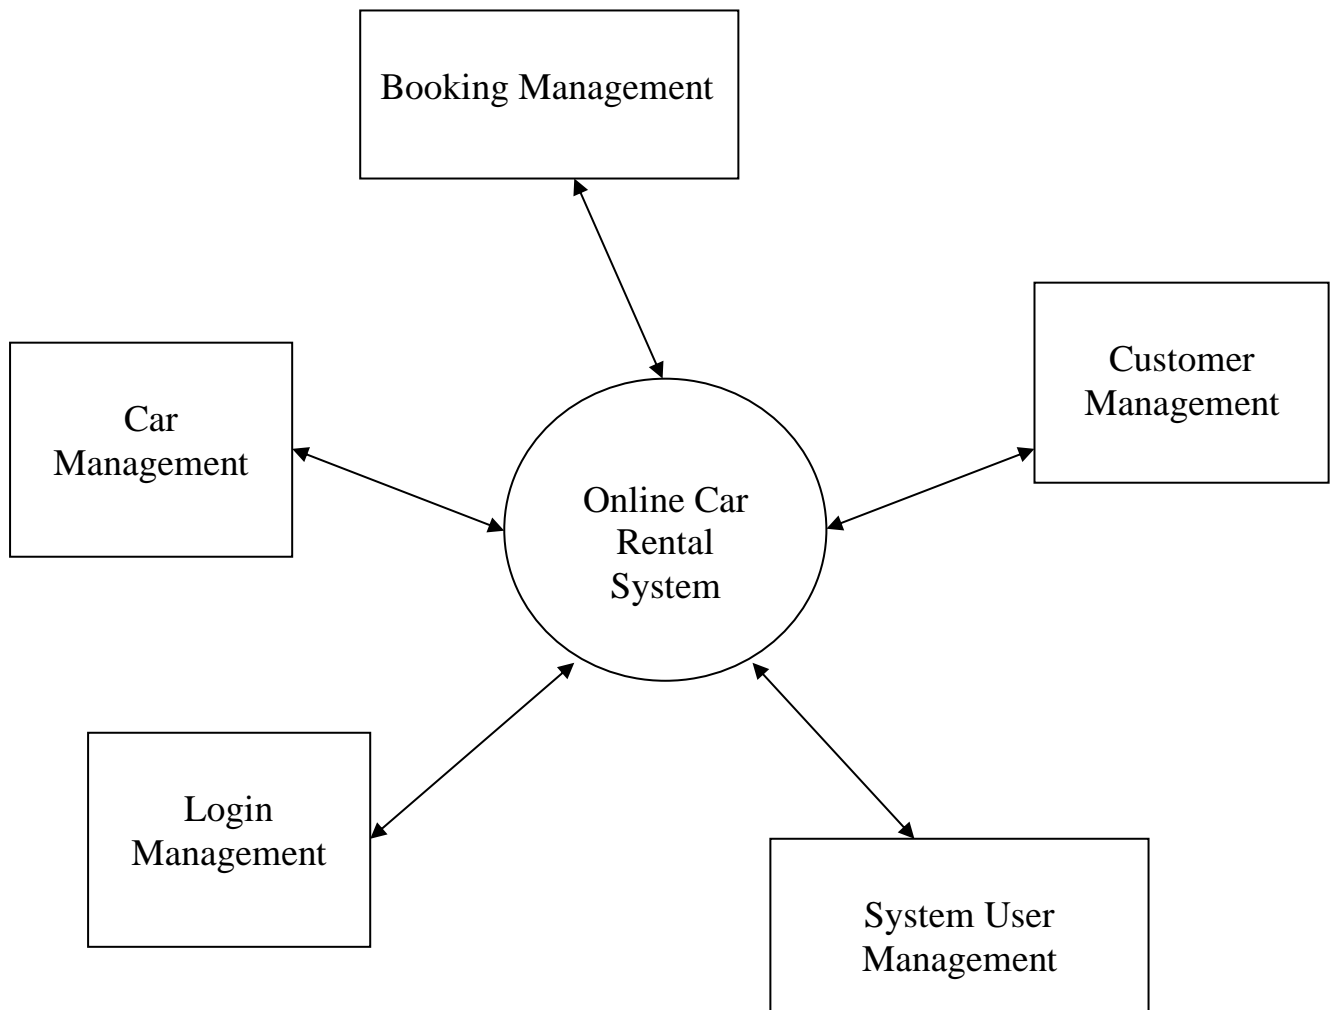 Booking Management
Customer
Management
Car
Management
Online Car
Rental
System
Login
Management
System User
Management